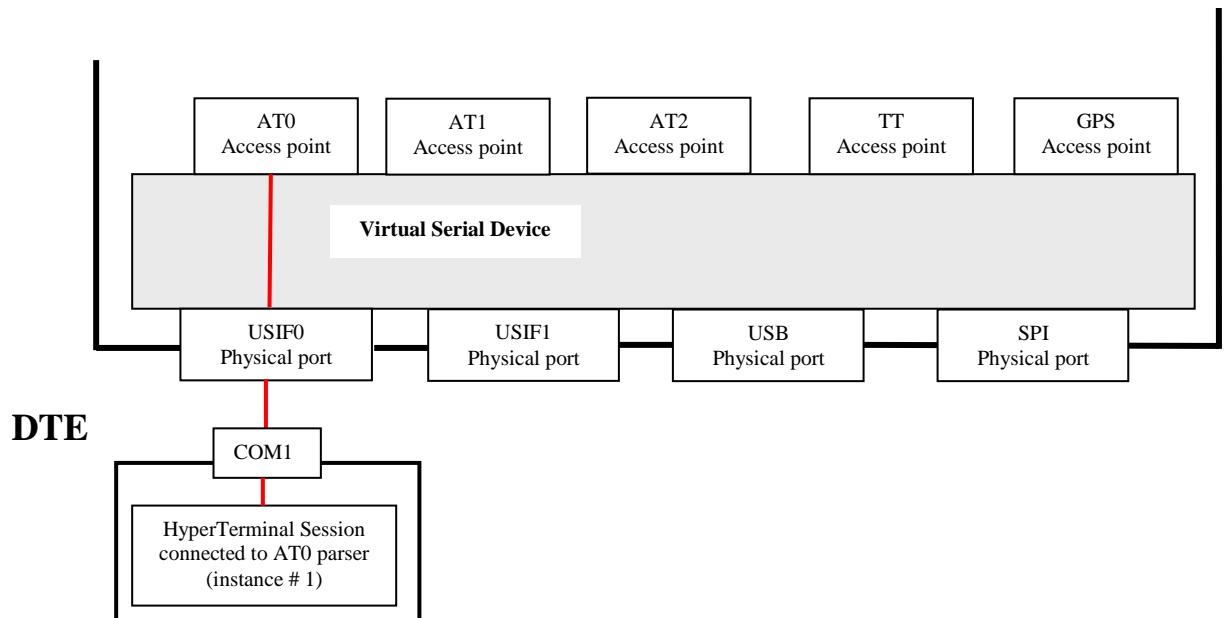 AT0
Access point
AT1
Access point
AT2
Access point
TT
Access point
GPS
Access point
Virtual Serial Device
USIF0
Physical port
USIF1
Physical port
USB
Physical port
SPI
Physical port
DTE
COM1
HyperTerminal Session
connected to AT0 parser
(instance # 1)